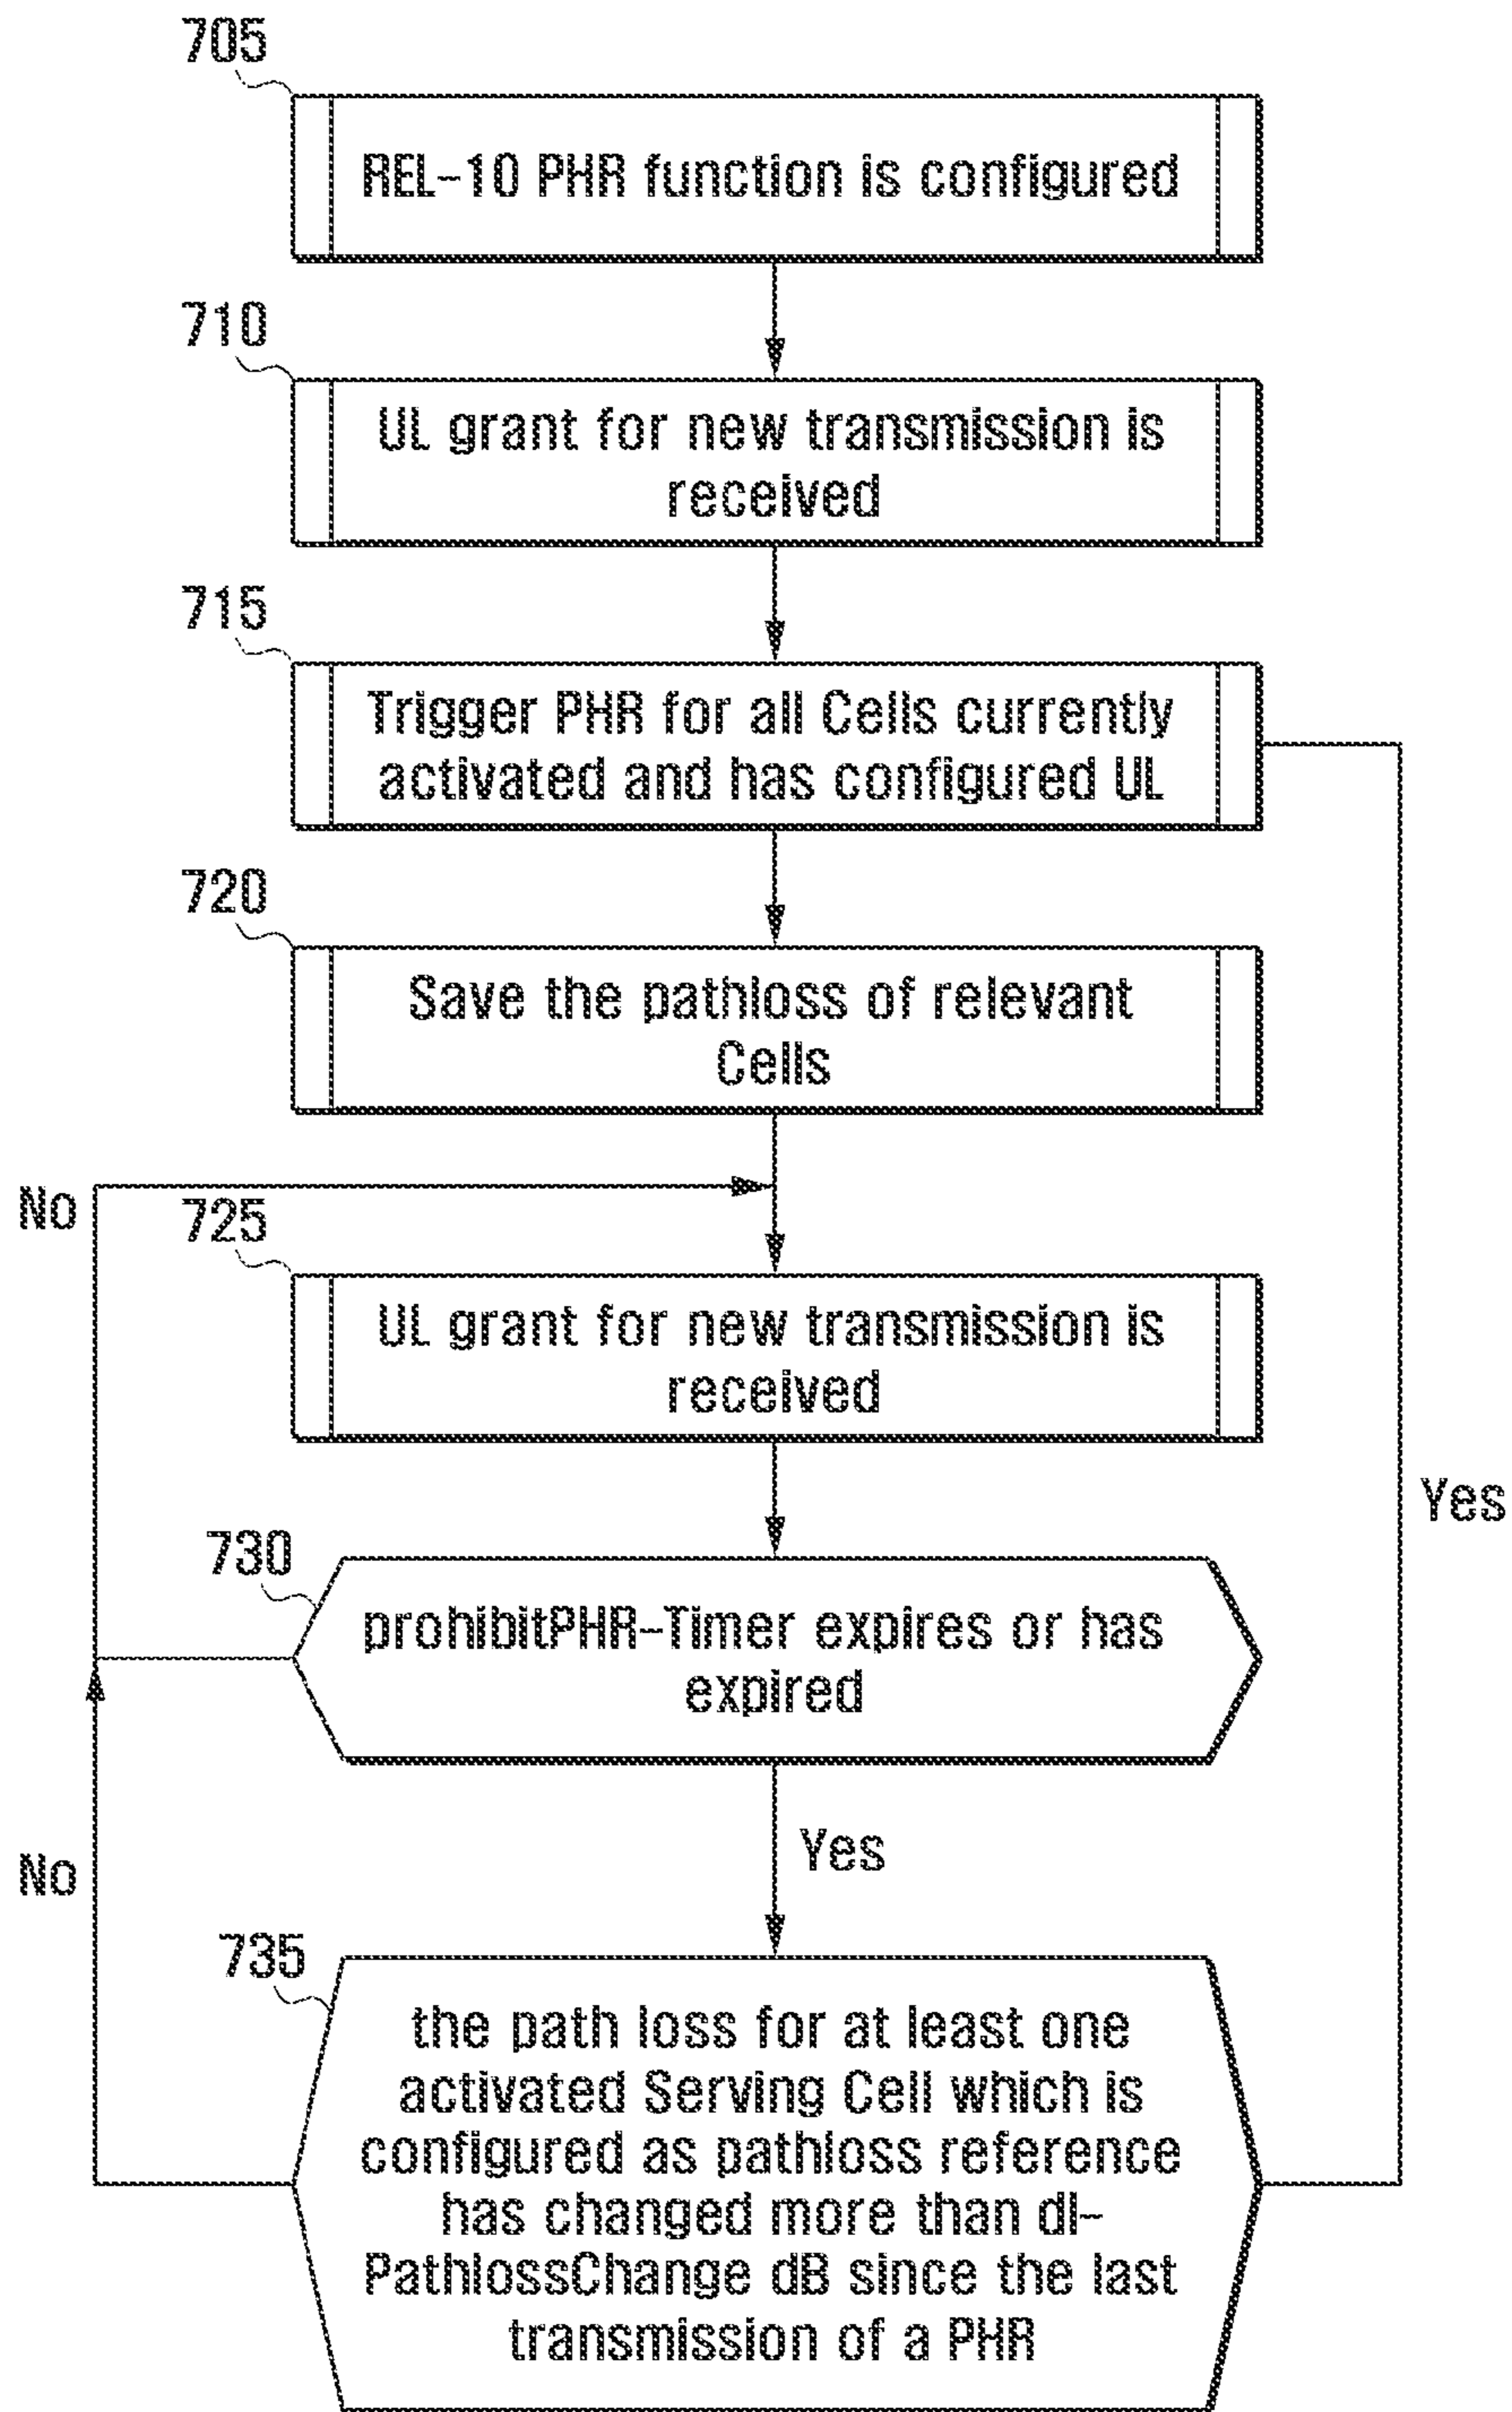 705
REL-10 PHR function is configured
710
UL grant for new transmission is
received
715
Trigger PHR for all Cells currently
activated and has configured UL
720
Save the pathloss of relevant
Cells
No
725
UL grant for new transmission is
received
Yes
730
prohibitPHR-Timer expires or has
expired
Yes
No
735
the path loss for at least one
activated Serving Cell which is
configured as pathloss reference
has changed more than dl-
PathlossChange dB since the last
transmission of a PHR